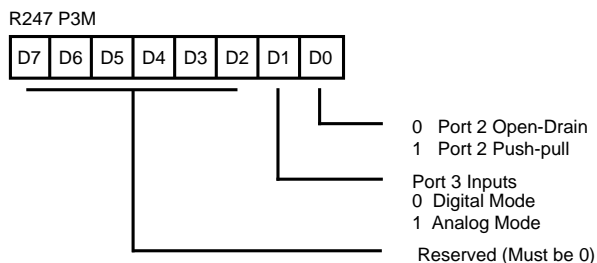 R247 P3M
D7 D6 D5 D4 D3 D2 D1 D0
0 Port 2 Open-Drain
1 Port 2 Push-pull
Port 3 Inputs
0 Digital Mode
1 Analog Mode
Reserved (Must be 0)